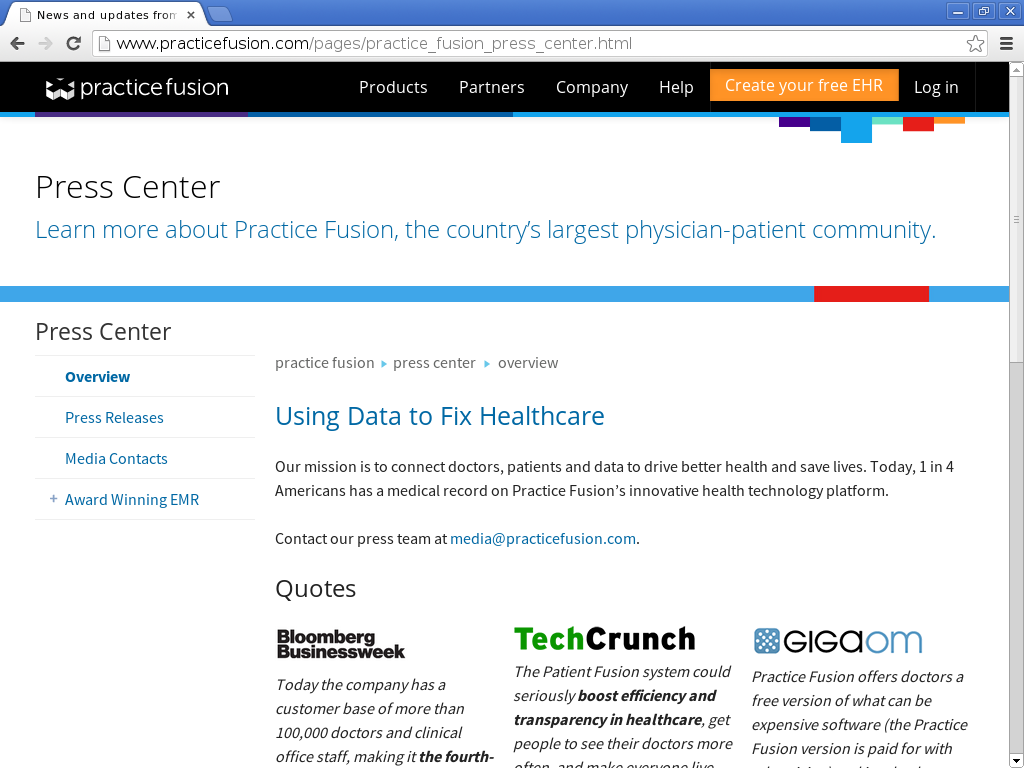 News and updates from
www.practicefusion.com/pages/practice_fusion_press_center.html
practice fusion
Products
Partners
Company
Help
Create your free EHR
Log in
Press Center
Learn more about Practice Fusion, the country's largest physician-patient community.
Press Center
Overview
Press Releases
Media Contacts
+ Award Winning EMR
practice fusion press center overview
Using Data to Fix Healthcare
Our mission is to connect doctors, patients and data to drive better health and save lives. Today, 1 in 4
Americans has a medical record on Practice Fusion's innovative health technology platform.
Contact our press team at media@practicefusion.com.
Quotes
Bloomberg
Businessweek
Today the company has a
customer base of more than
100,000 doctors and clinical
office staff, making it the fourth-
TechCrunch
The Patient Fusion system could
seriously boost efficiency and
transparency in healthcare, get
people to see their doctors more
often, and make everyone live
GIGAOM
Practice Fusion offers doctors a
free version of what can be
expensive software (the Practice
Fusion version is paid for with